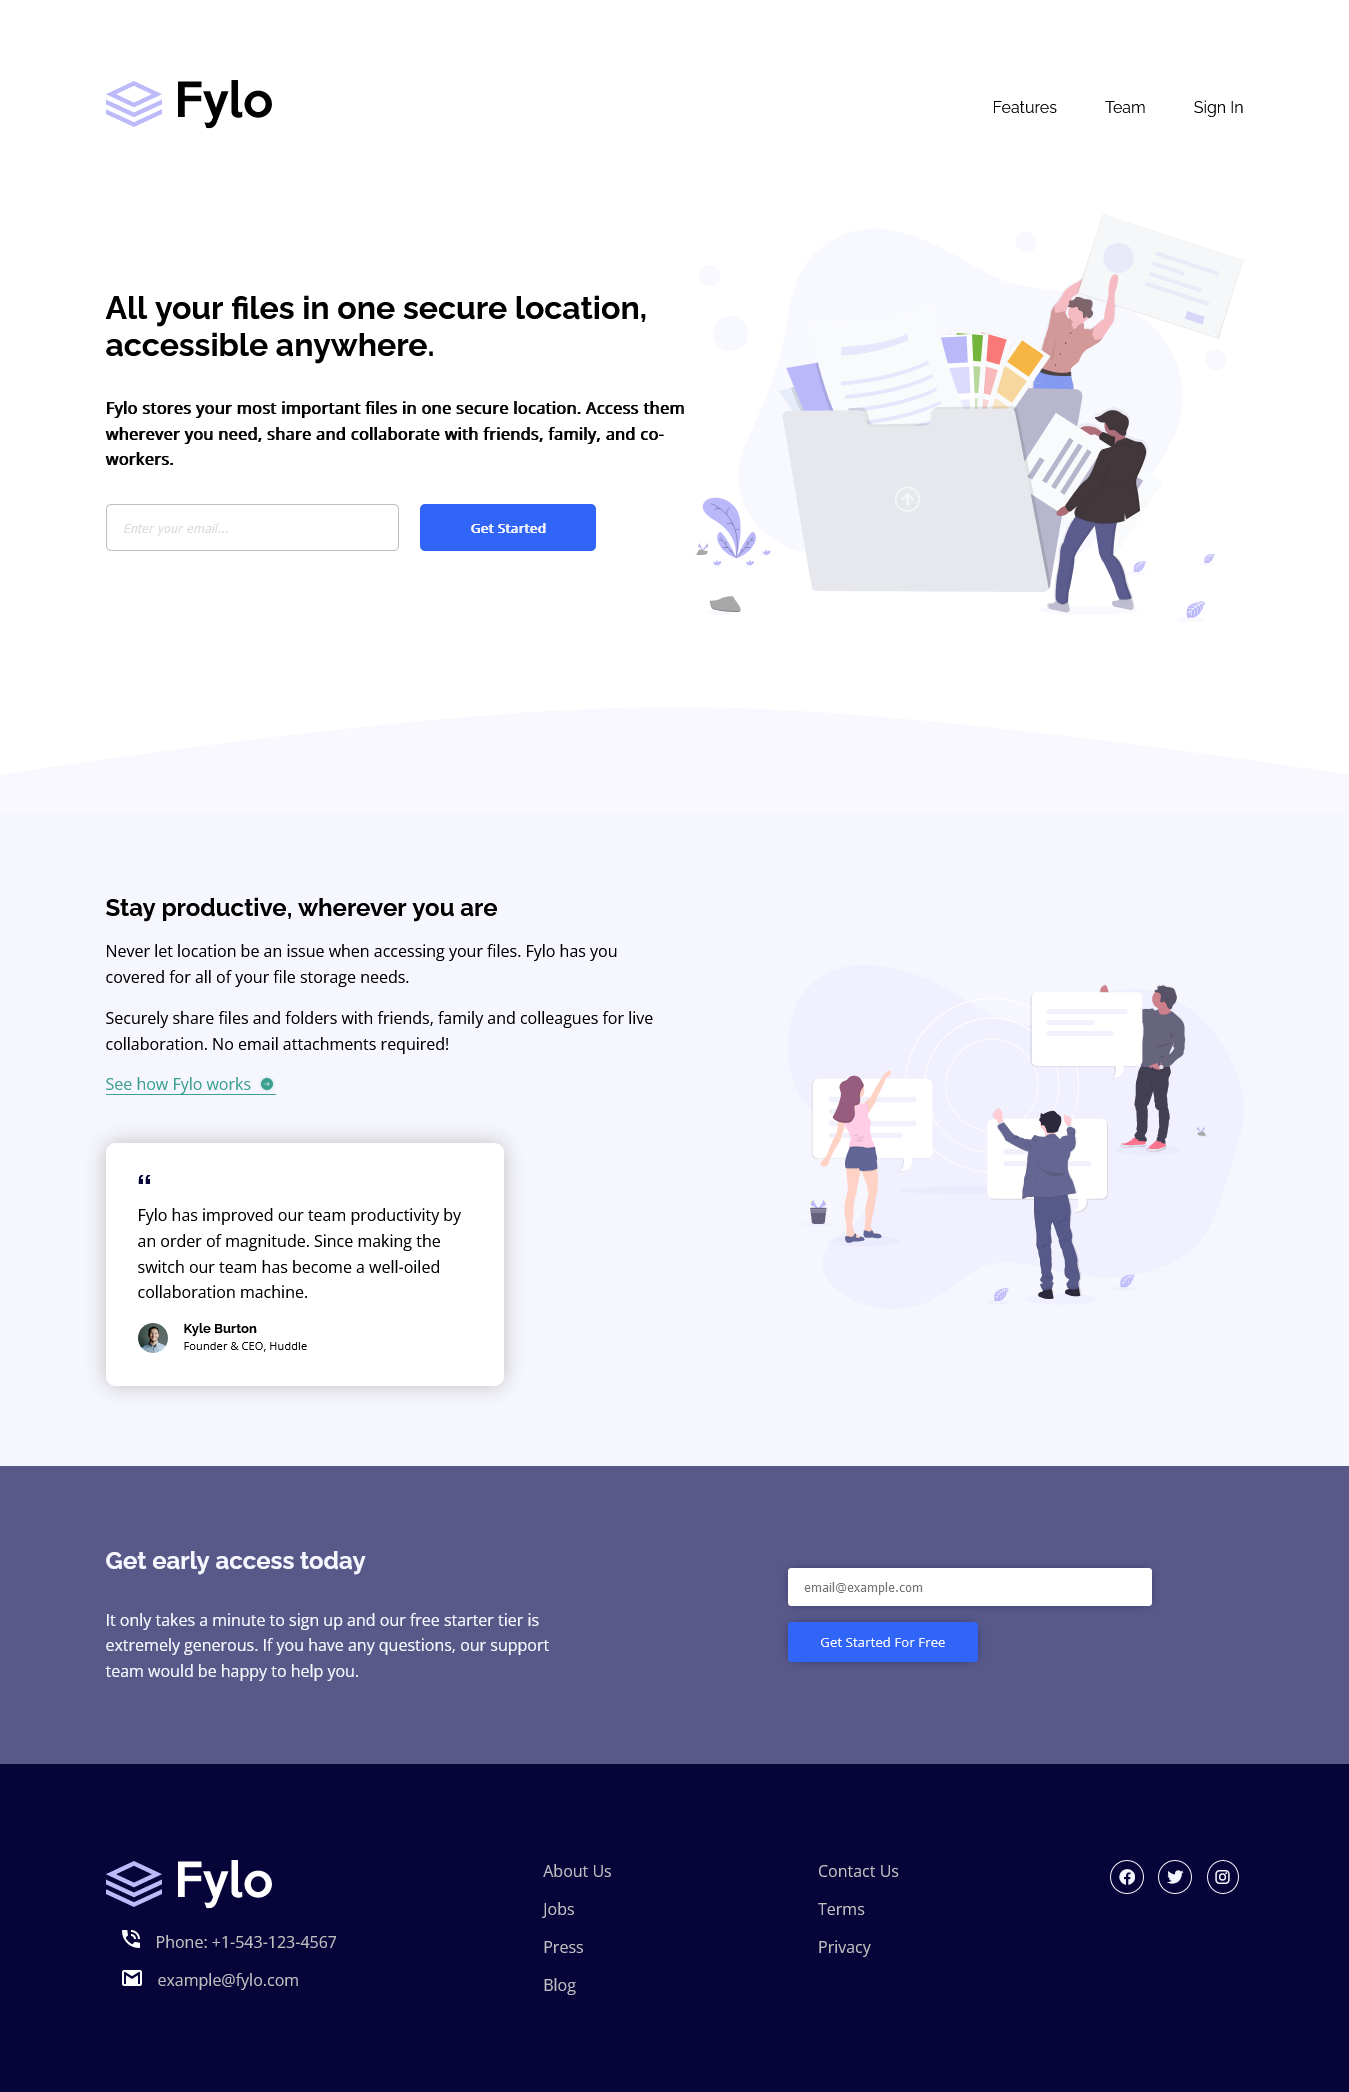 Fylo
Features
Team
Sign In
All your files in one secure location,
accessible anywhere.
Fylo stores your most important files in one secure location. Access them
wherever you need, share and collaborate with friends, family, and co-
workers.
Enter your email...
Get Started
Stay productive, wherever you are
Never let location be an issue when accessing your files. Fylo has you
covered for all of your file storage needs.
Securely share files and folders with friends, family and colleagues for live
collaboration. No email attachments required!
See how Fylo works
“
Fylo has improved our team productivity by
an order of magnitude. Since making the
switch our team has become a well-oiled
collaboration machine.
Kyle Burton
Founder & CEO, Huddle
Get early access today
It only takes a minute to sign up and our free starter tier is
extremely generous. If you have any questions, our support
team would be happy to help you.
email@example.com
Get Started For Free
Fylo
Phone: +1-543-123-4567
example@fylo.com
About Us
Jobs
Press
Blog
Contact Us
Terms
Privacy